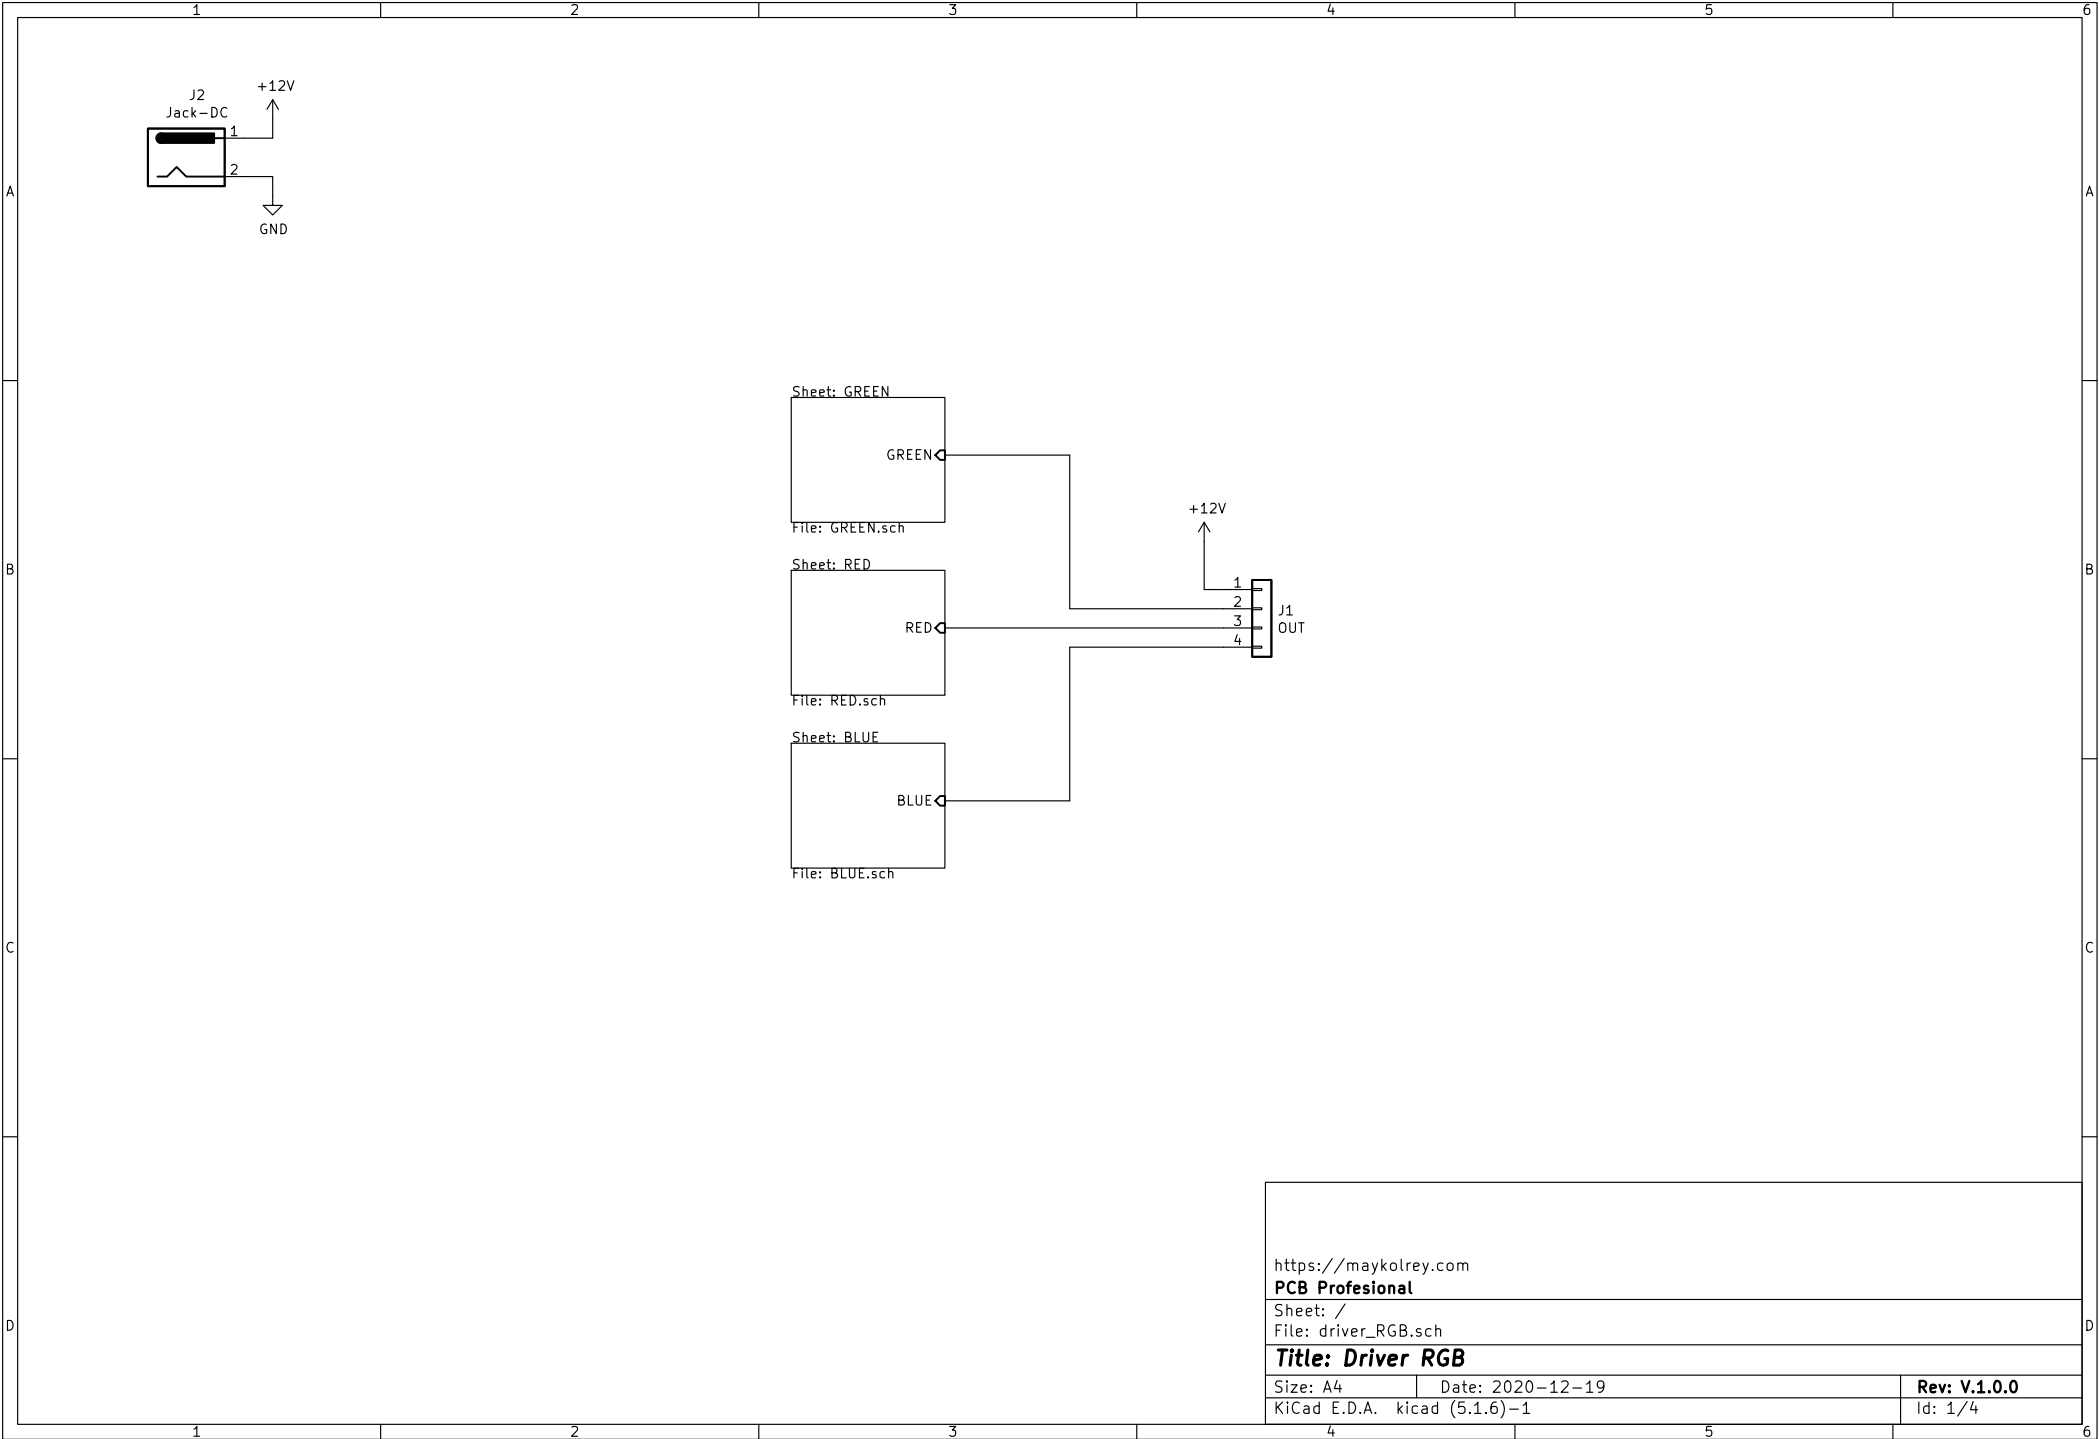 1 2 3 4 5 6
J2
Jack-DC
+12V
1
2
GND
A A
Sheet: GREEN
GREEN
File: GREEN.sch
Sheet: RED
RED
File: RED.sch
Sheet: BLUE
BLUE
File: BLUE.sch
+12V
1
2
3
4
J1
OUT
B B
C C
D D
https://maykolrey.com
PCB Profesional
Sheet: /
File: driver_RGB.sch
Title: Driver RGB
Size: A4 Date: 2020-12-19 Rev: V.1.0.0
KiCad E.D.A. kicad (5.1.6)-1 Id: 1/4
1 2 3 4 5 6